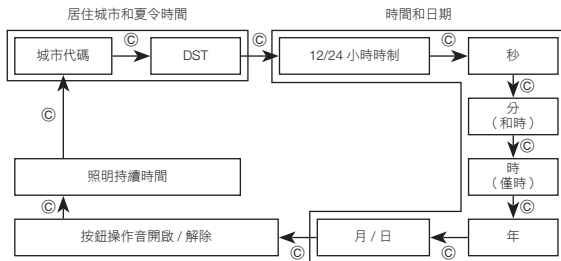 居住城市和夏令時間
時間和日期
城市代碼
Ⓒ
DST
Ⓒ
12/24 小時時制
Ⓒ
秒
Ⓒ
分
（和時）
Ⓒ
時
（僅時）
Ⓒ
年
Ⓒ
月 / 日
Ⓒ
按鈕操作音開啟 / 解除
Ⓒ
照明持續時間
Ⓒ